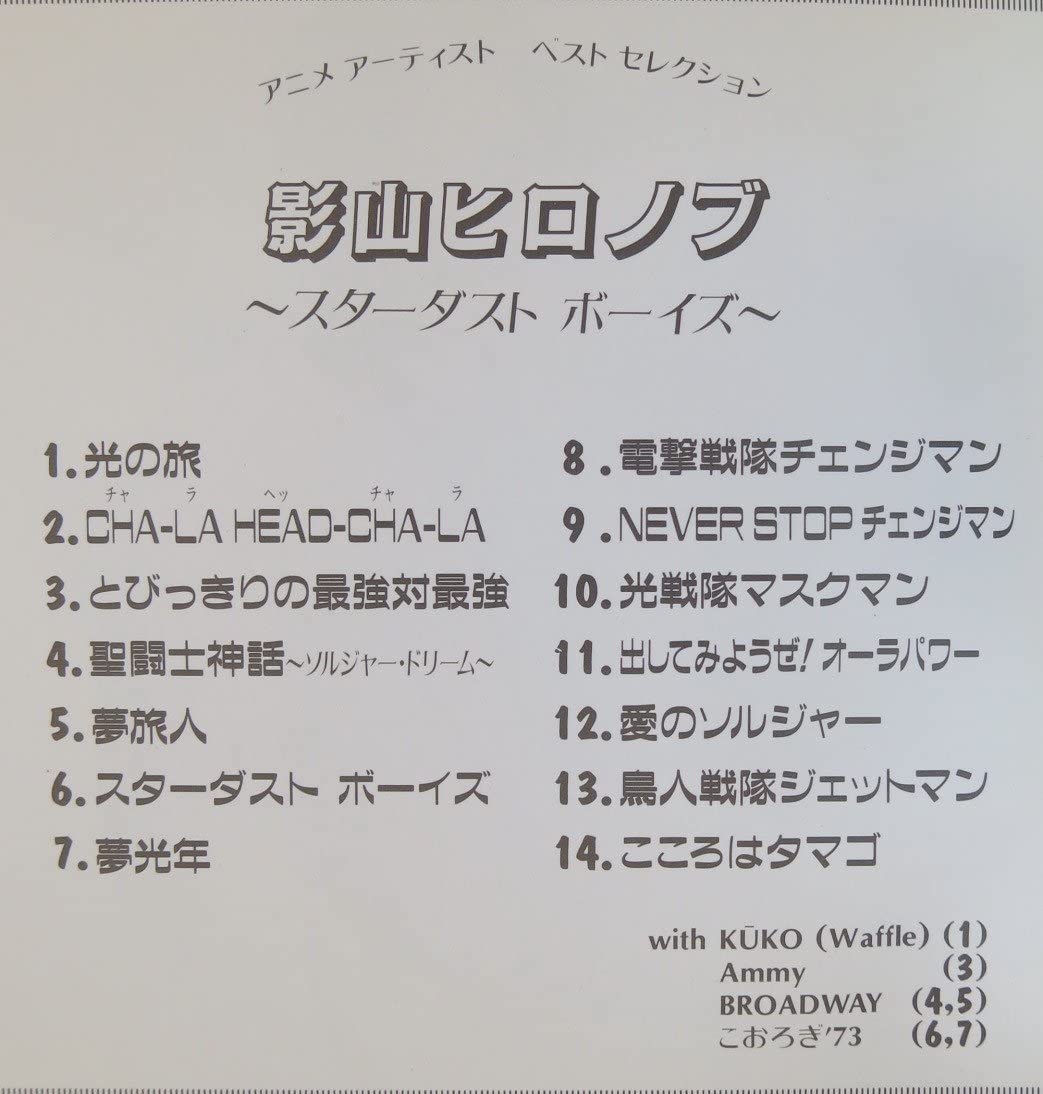 アニメ アーティスト ベスト セレクション
影山ヒロノブ
～スターダスト ボーイズ～
1.光の旅
チャ ラ ヘッ チャ ラ
2.CHA-LA HEAD-CHA-LA
3.とびっきりの最強対最強
4.聖闘士神話～ソルジャー・ドリーム～
5.夢旅人
6.スターダスト ボーイズ
7.夢光年
8.電撃戦隊チェンジマン
9.NEVER STOP チェンジマン
10.光戦隊マスクマン
11.出してみようぜ!オーラパワー
12.愛のソルジャー
13.鳥人戦隊ジェットマン
14.こころはタマゴ
with KŪKO (Waffle) (1)
Ammy (3)
BROADWAY (4,5)
こおろぎ'73 (6,7)